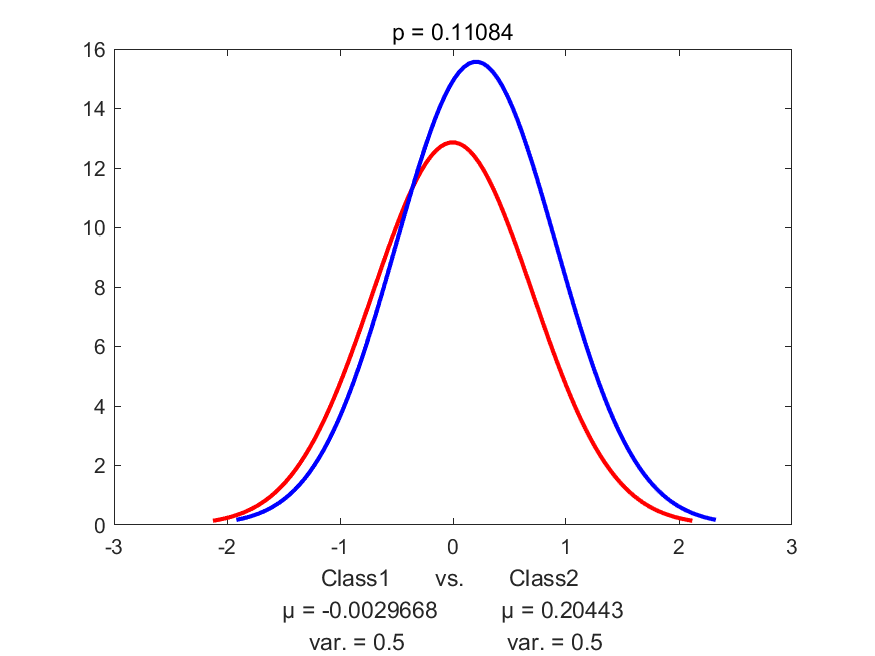 p = 0.11084
16
14
12
10
8
6
4
2
0
-3 -2 -1 0 1 2 3
Class1 vs. Class2
μ = -0.0029668 μ = 0.20443
var. = 0.5 var. = 0.5